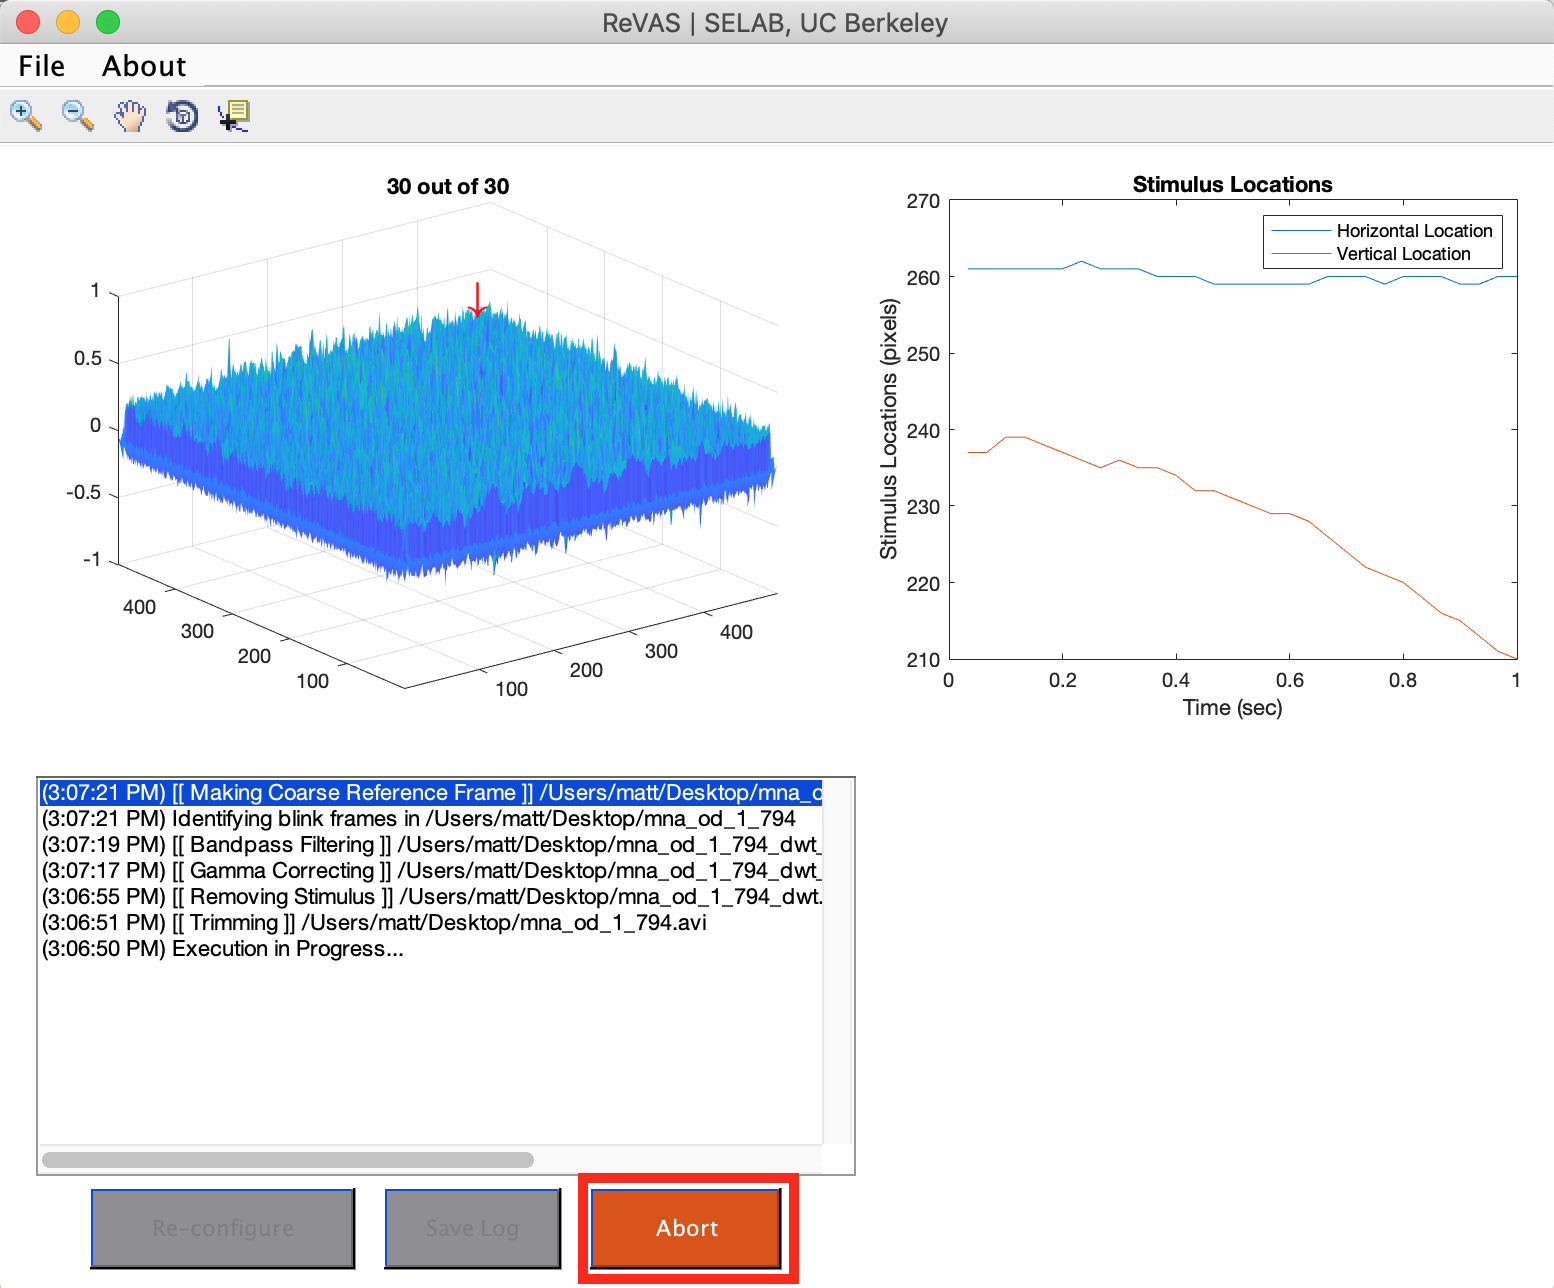 ReVAS | SELAB, UC Berkeley
File About
30 out of 30
1
0.5
0
-0.5
-1
400
300
200
100
100
200
300
400
Stimulus Locations
Horizontal Location
Vertical Location
270
260
250
240
230
220
210
Stimulus Locations (pixels)
0 0.2 0.4 0.6 0.8 1
Time (sec)
(3:07:21 PM) [[ Making Coarse Reference Frame ]] /Users/matt/Desktop/mna_o
(3:07:21 PM) Identifying blink frames in /Users/matt/Desktop/mna_od_1_794
(3:07:19 PM) [[ Bandpass Filtering ]] /Users/matt/Desktop/mna_od_1_794_dwt_
(3:07:17 PM) [[ Gamma Correcting ]] /Users/matt/Desktop/mna_od_1_794_dwt_
(3:06:55 PM) [[ Removing Stimulus ]] /Users/matt/Desktop/mna_od_1_794_dwt.
(3:06:51 PM) [[ Trimming ]] /Users/matt/Desktop/mna_od_1_794.avi
(3:06:50 PM) Execution in Progress...
Re-configure Save Log Abort